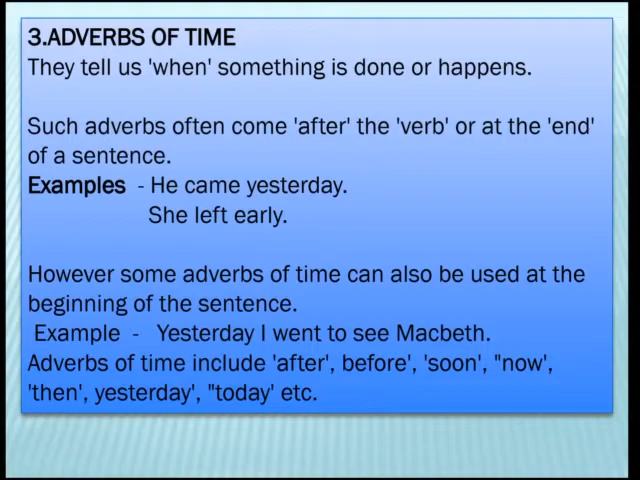 3.ADVERBS OF TIME
They tell us 'when' something is done or happens.
Such adverbs often come 'after' the 'verb' or at the 'end'
of a sentence.
Examples - He came yesterday.
She left early.
However some adverbs of time can also be used at the
beginning of the sentence.
Example - Yesterday I went to see Macbeth.
Adverbs of time include 'after', before', 'soon', "now",
'then', yesterday', "today' etc.